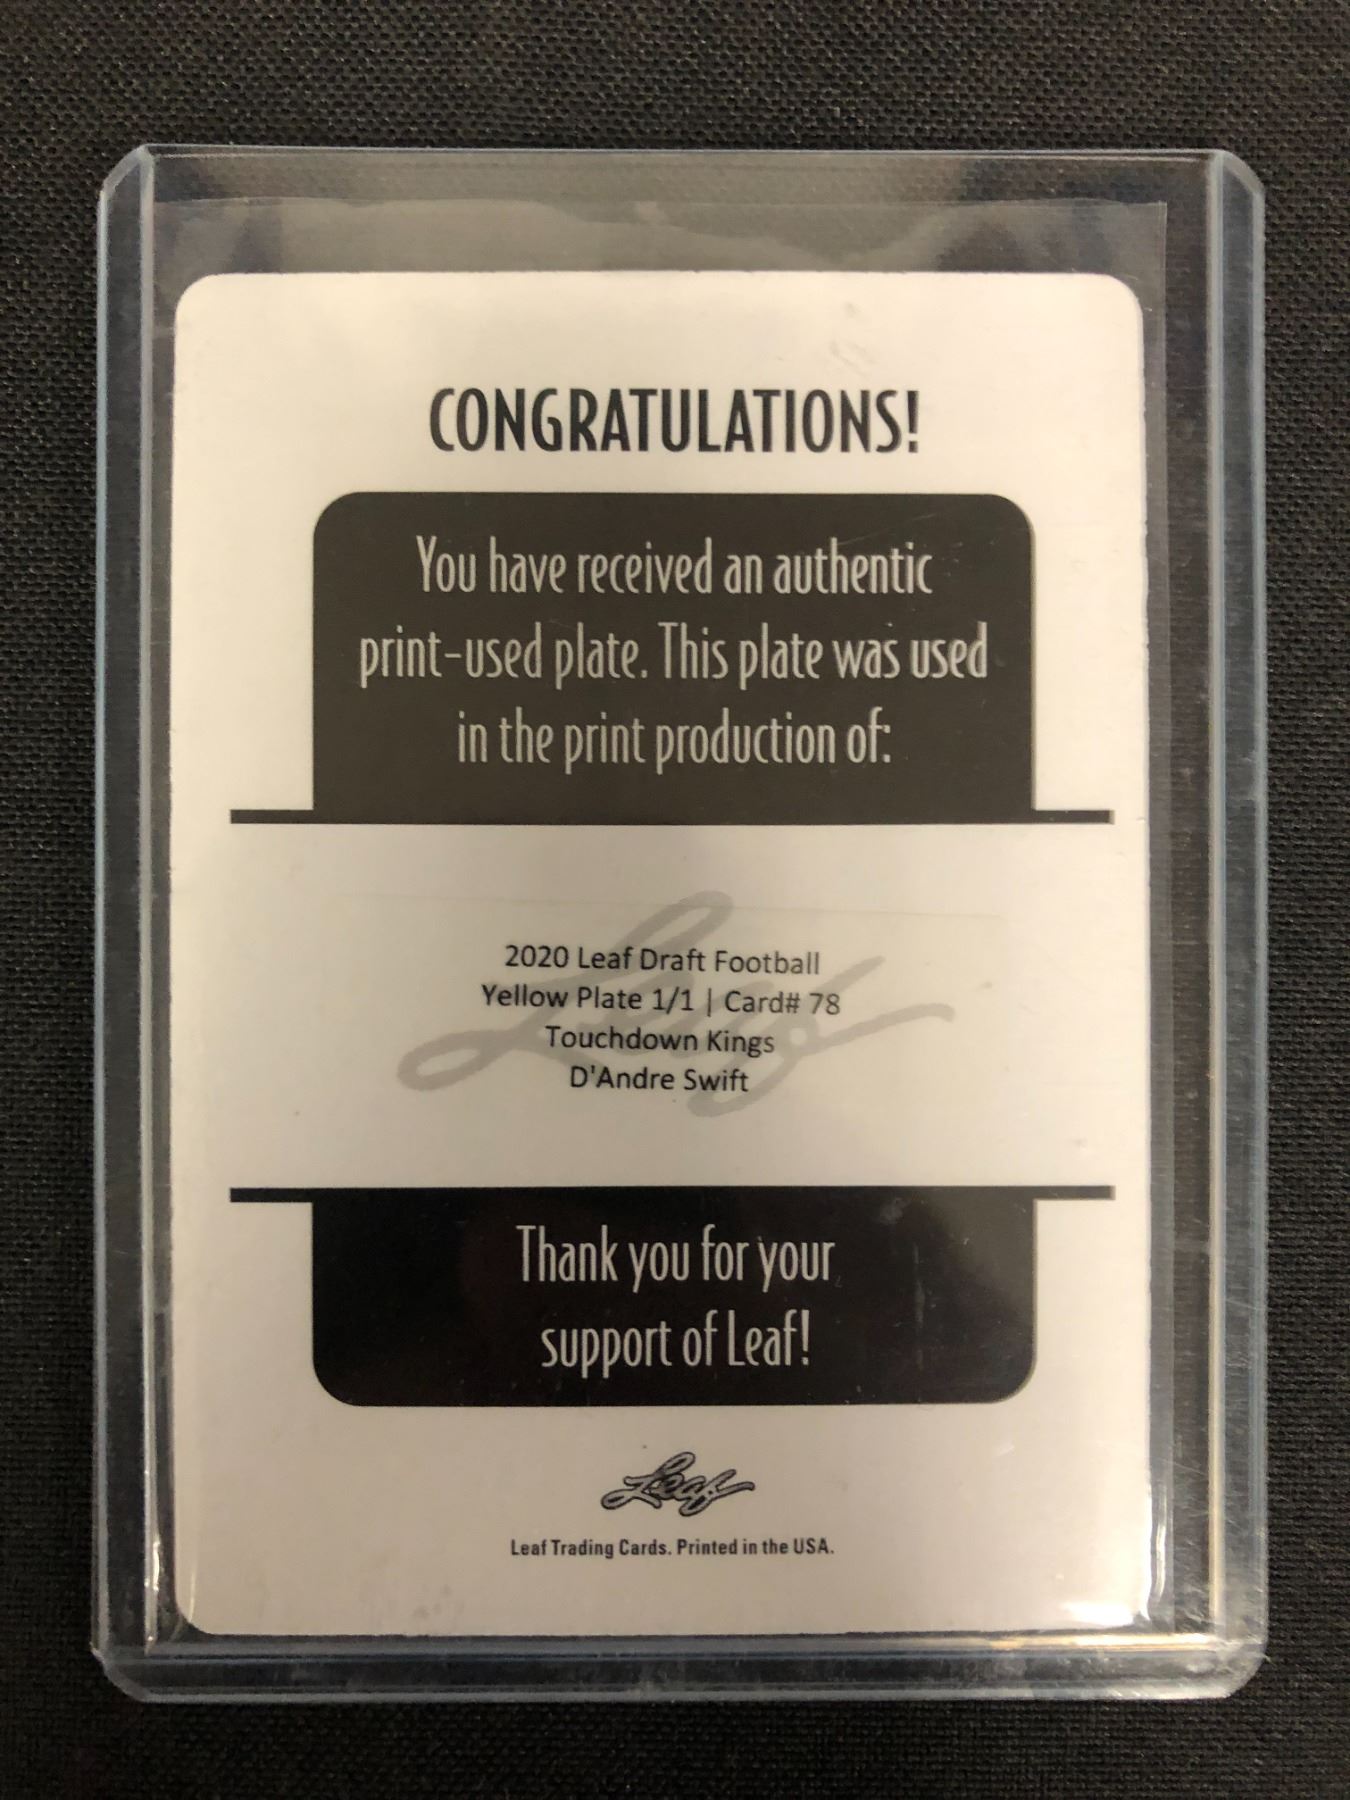 CONGRATULATIONS!
You have received an authentic
print-used plate. This plate was used
in the print production of:
Leaf
2020 Leaf Draft Football
Yellow Plate 1/1 | Card# 78
Touchdown Kings
D'Andre Swift
Thank you for your
support of Leaf!
Leaf
Leaf Trading Cards. Printed in the USA.